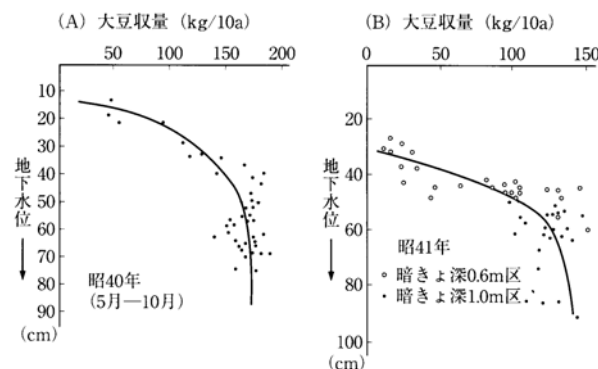 (A) 大豆収量 (kg/10a)
50 100 150 200
10
20
30
40
50
60
70
80
90
(cm)
地下水位
昭40年
(5月―10月)
(B) 大豆収量(kg/10a)
0 50 100 150
20
40
60
80
100
(cm)
地下水位
昭41年
暗きょ深0.6m区
暗きょ深1.0m区